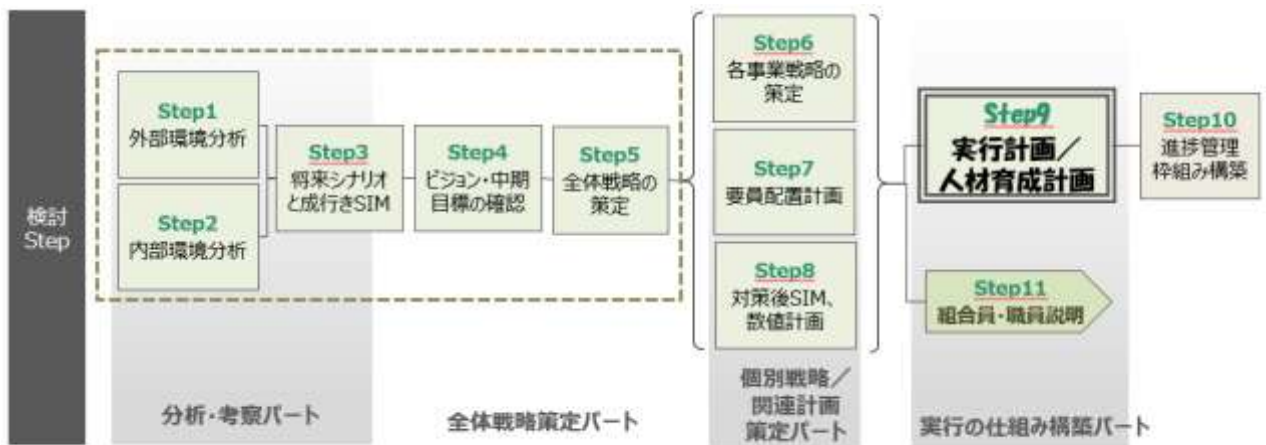 検討
Step
Step1
外部環境分析
Step2
内部環境分析
Step3
将来シナリオ
と成行きSIM
Step4
ビジョン・中期
目標の確認
Step5
全体戦略の
策定
Step6
各事業戦略の
策定
Step7
要員配置計画
Step8
対策後SIM、
数値計画
Step9
実行計画／
人材育成計画
Step10
進捗管理
枠組み構築
Step11
組合員・職員説明
分析・考察パート
全体戦略策定パート
個別戦略／
関連計画
策定パート
実行の仕組み構築パート